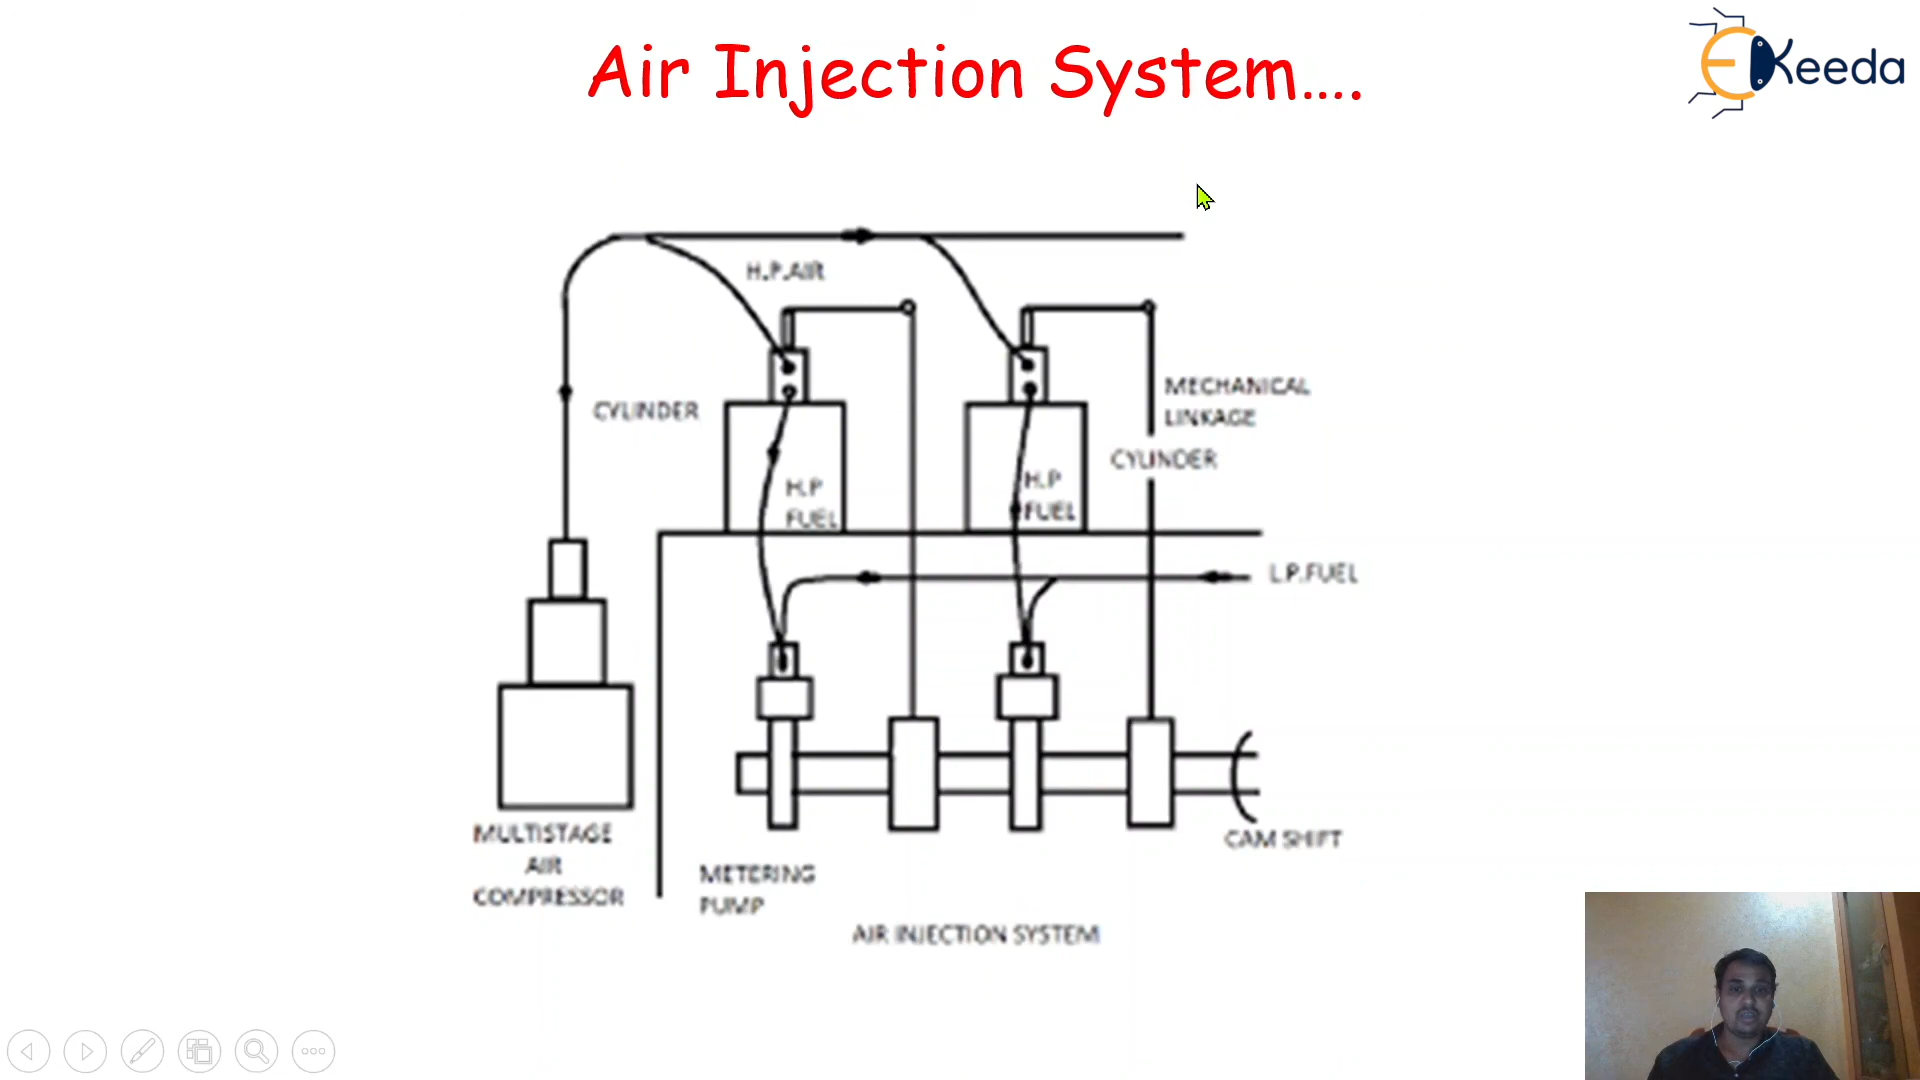 Air Injection System....
EKeeda
H.P.AIR
CYLINDER
MECHANICAL
LINKAGE
CYLINDER
H.P
FUEL
H.P
FUEL
L.P.FUEL
MULTISTAGE
AIR
COMPRESSOR
CAM SHIFT
METERING
PUMP
AIR INJECTION SYSTEM